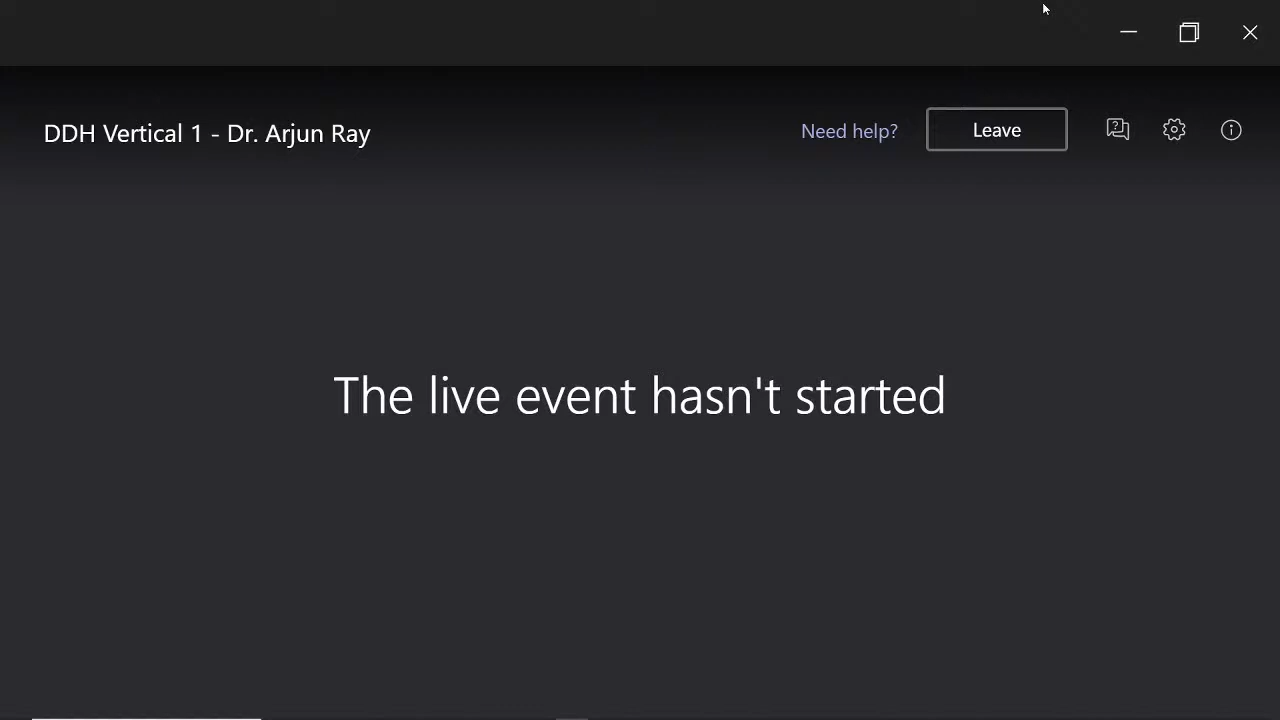 DDH Vertical 1 - Dr. Arjun Ray
Need help?
Leave
The live event hasn't started